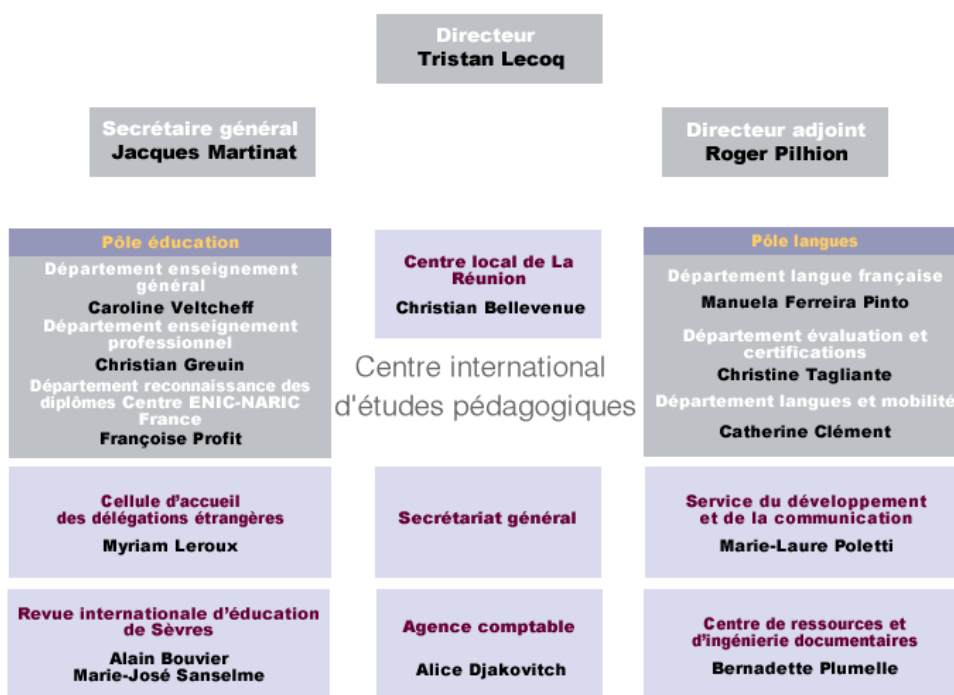 Directeur
Tristan Lecoq
Secrétaire général
Jacques Martinat
Directeur adjoint
Roger Pilhion
Pôle éducation
Département enseignement
général
Caroline Veltcheff
Département enseignement
professionnel
Christian Greuin
Département reconnaissance des
diplômes Centre ENIC-NARIC
France
Françoise Profit
Centre local de La
Réunion
Christian Bellevenue
Centre international
d'études pédagogiques
Pôle langues
Département langue française
Manuela Ferreira Pinto
Département évaluation et
certifications
Christine Tagliante
Département langues et mobilité
Catherine Clément
Cellule d'accueil
des délégations étrangères
Myriam Leroux
Secrétariat général
Service du développement
et de la communication
Marie-Laure Poletti
Revue internationale d'éducation
de Sèvres
Alain Bouvier
Marie-José Sanselme
Agence comptable
Alice Djakovitch
Centre de ressources et
d'ingénierie documentaires
Bernadette Plumelle